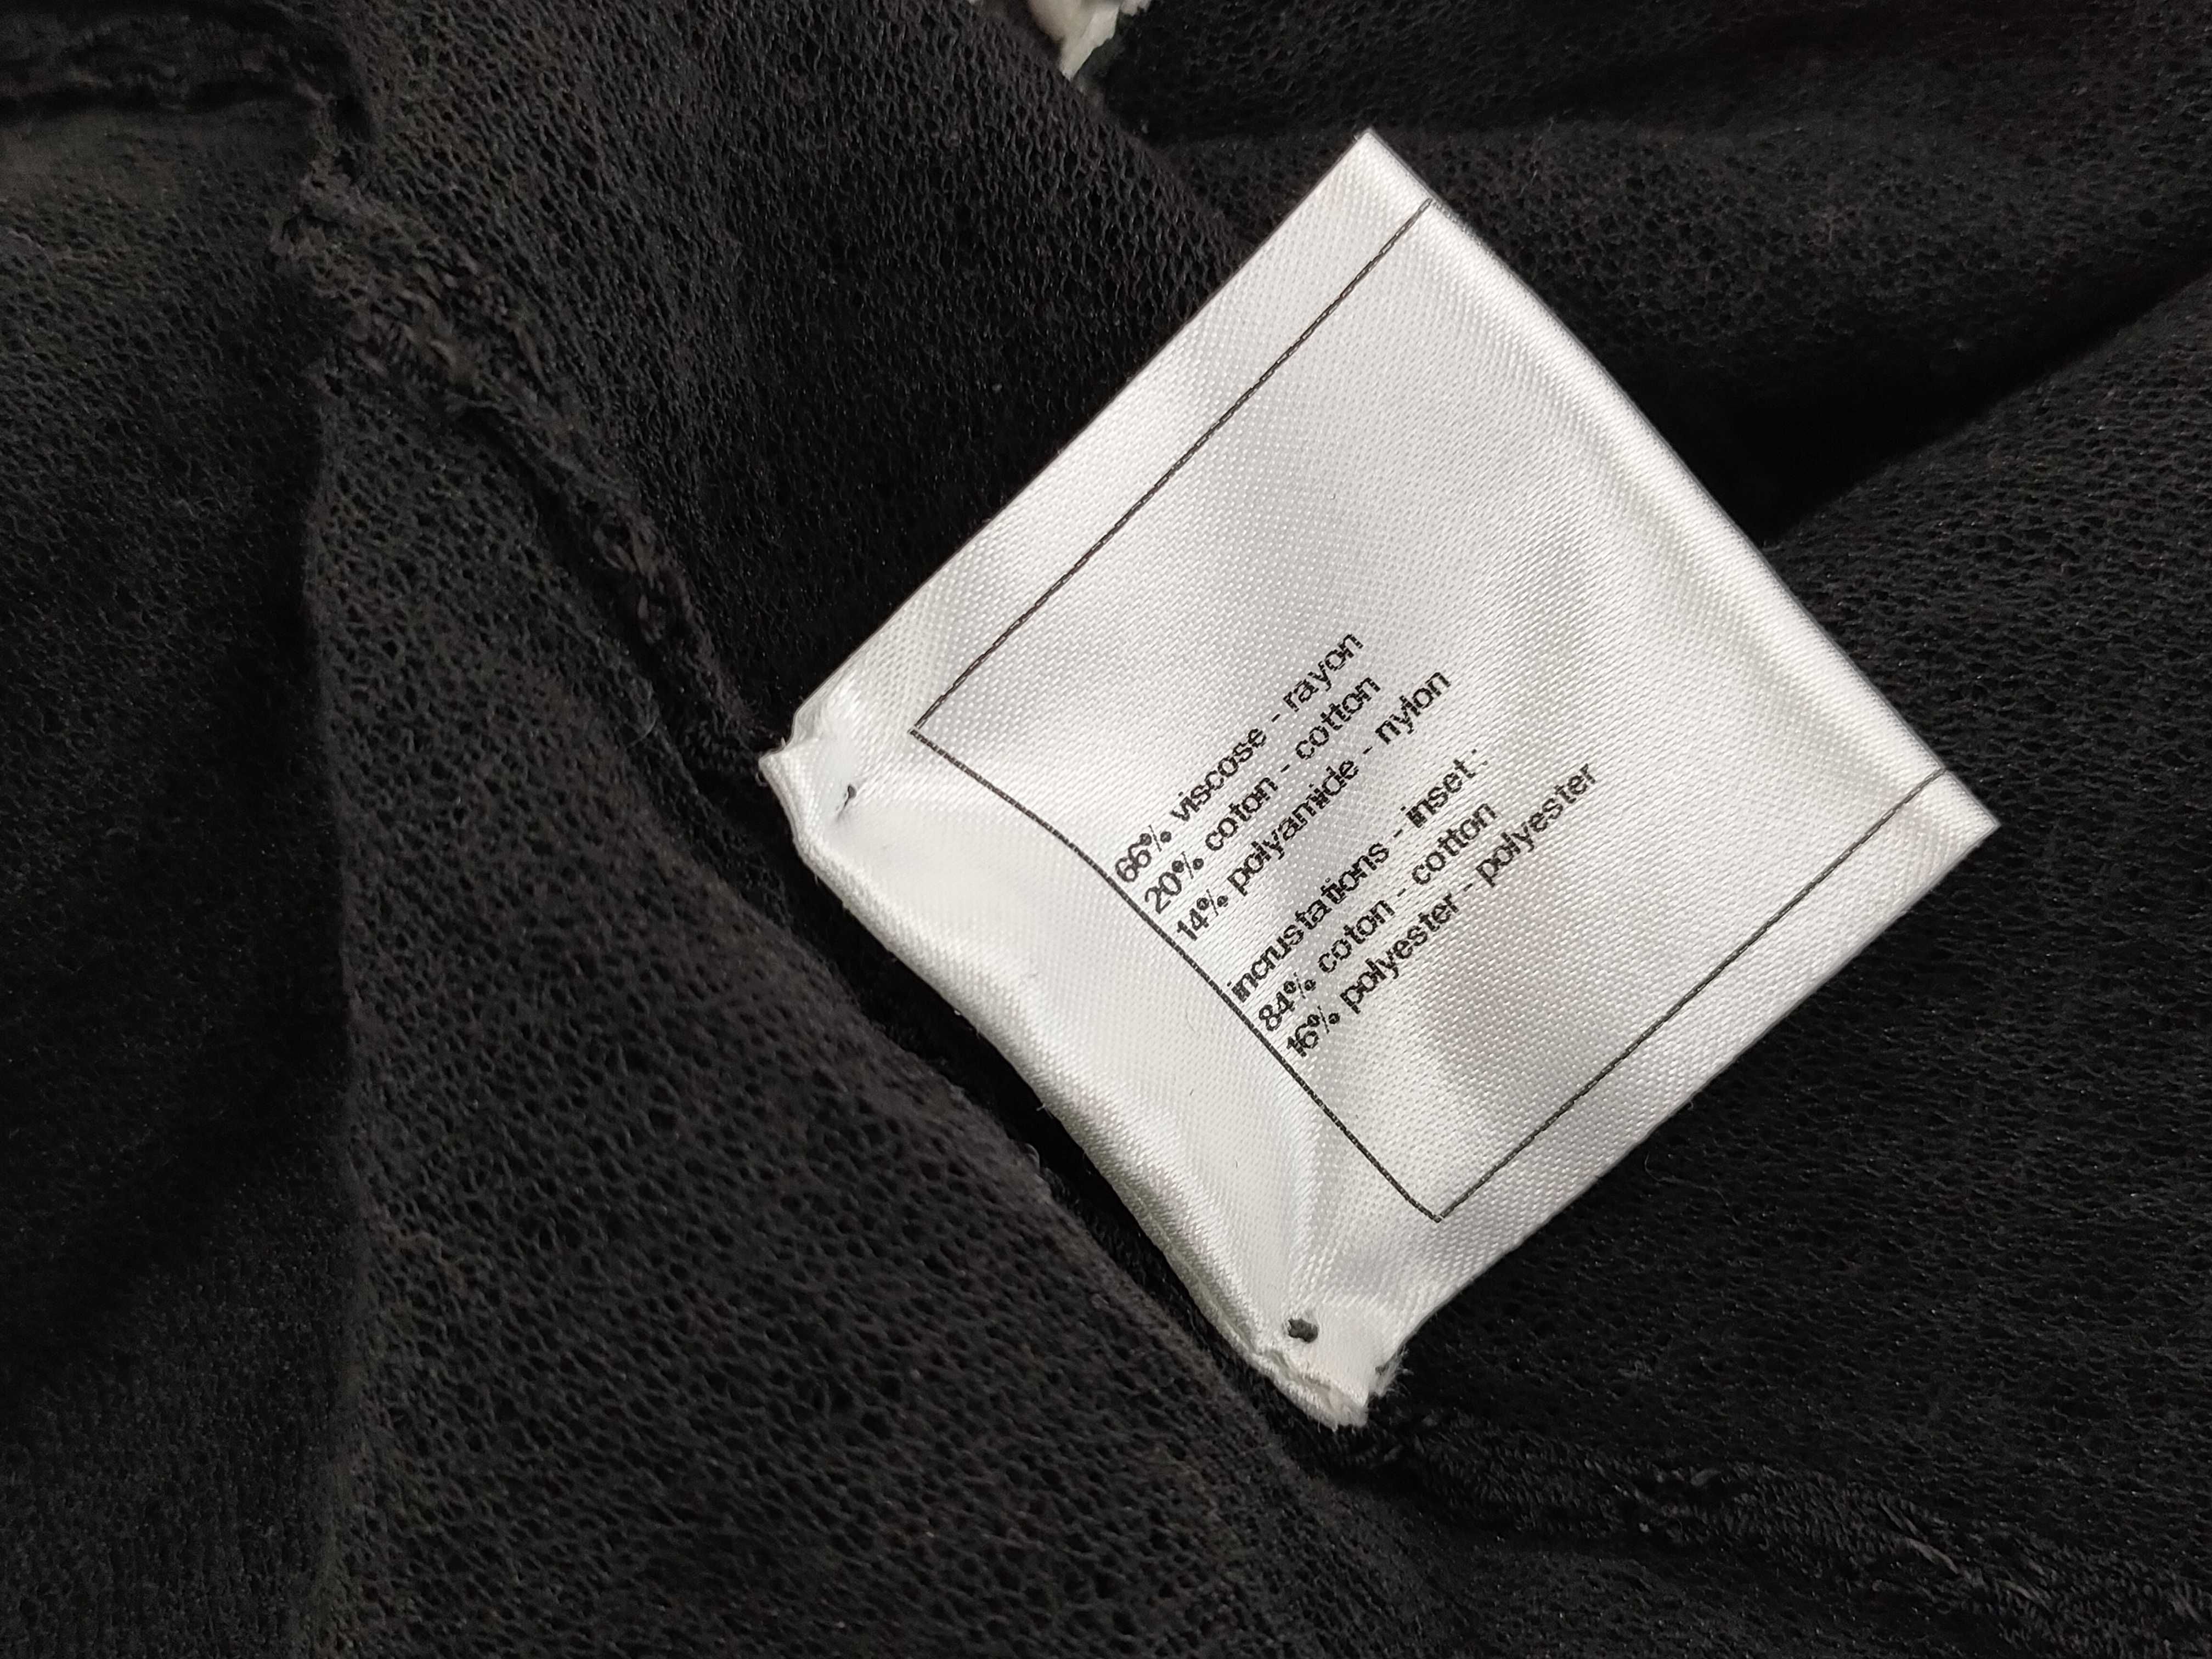 66% viscose - rayon
20% coton - cotton
14% polyamide - nylon
incrustations - inset :
84% coton - cotton
16% polyester - polyester